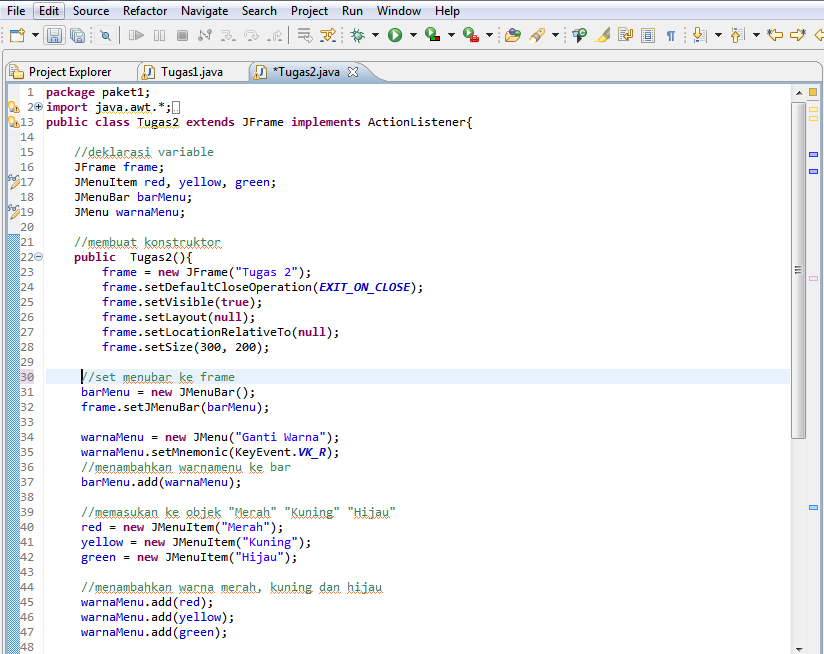 File Edit Source Refactor Navigate Search Project Run Window Help
Project Explorer Tugas1.java *Tugas2.java
1 package paket1;
2 import java.awt.*;
13 public class Tugas2 extends JFrame implements ActionListener{
14
15 //deklarasi variable
16 JFrame frame;
17 JMenuItem red, yellow, green;
18 JMenuBar barMenu;
19 JMenu warnaMenu;
20
21 //membuat konstruktor
22 public Tugas2(){
23 frame = new JFrame("Tugas 2");
24 frame.setDefaultCloseOperation(EXIT_ON_CLOSE);
25 frame.setVisible(true);
26 frame.setLayout(null);
27 frame.setLocationRelativeTo(null);
28 frame.setSize(300, 200);
29
30 //set menubar ke frame
31 barMenu = new JMenuBar();
32 frame.setJMenuBar(barMenu);
33
34 warnaMenu = new JMenu("Ganti Warna");
35 warnaMenu.setMnemonic(KeyEvent.VK_R);
36 //menambahkan warnamenu ke bar
37 barMenu.add(warnaMenu);
38
39 //memasukan ke objek "Merah" "Kuning" "Hijau"
40 red = new JMenuItem("Merah");
41 yellow = new JMenuItem("Kuning");
42 green = new JMenuItem("Hijau");
43
44 //menambahkan warna merah, kuning dan hijau
45 warnaMenu.add(red);
46 warnaMenu.add(yellow);
47 warnaMenu.add(green);
48